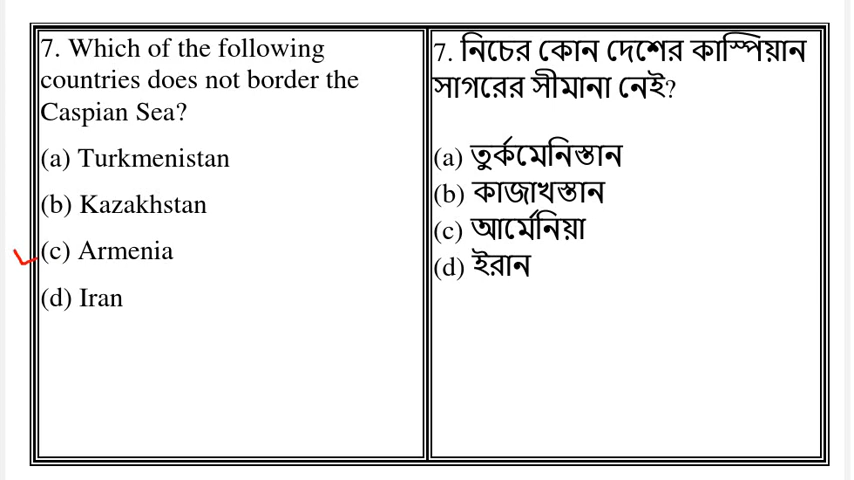 7. Which of the following
countries does not border the
Caspian Sea?
(a) Turkmenistan
(b) Kazakhstan
(c) Armenia
(d) Iran
7. নিচের কোন দেশের কাস্পিয়ান
সাগরের সীমানা নেই?
(a) তুর্কমেনিস্তান
(b) কাজাখস্তান
(c) আর্মেনিয়া
(d) ইরান